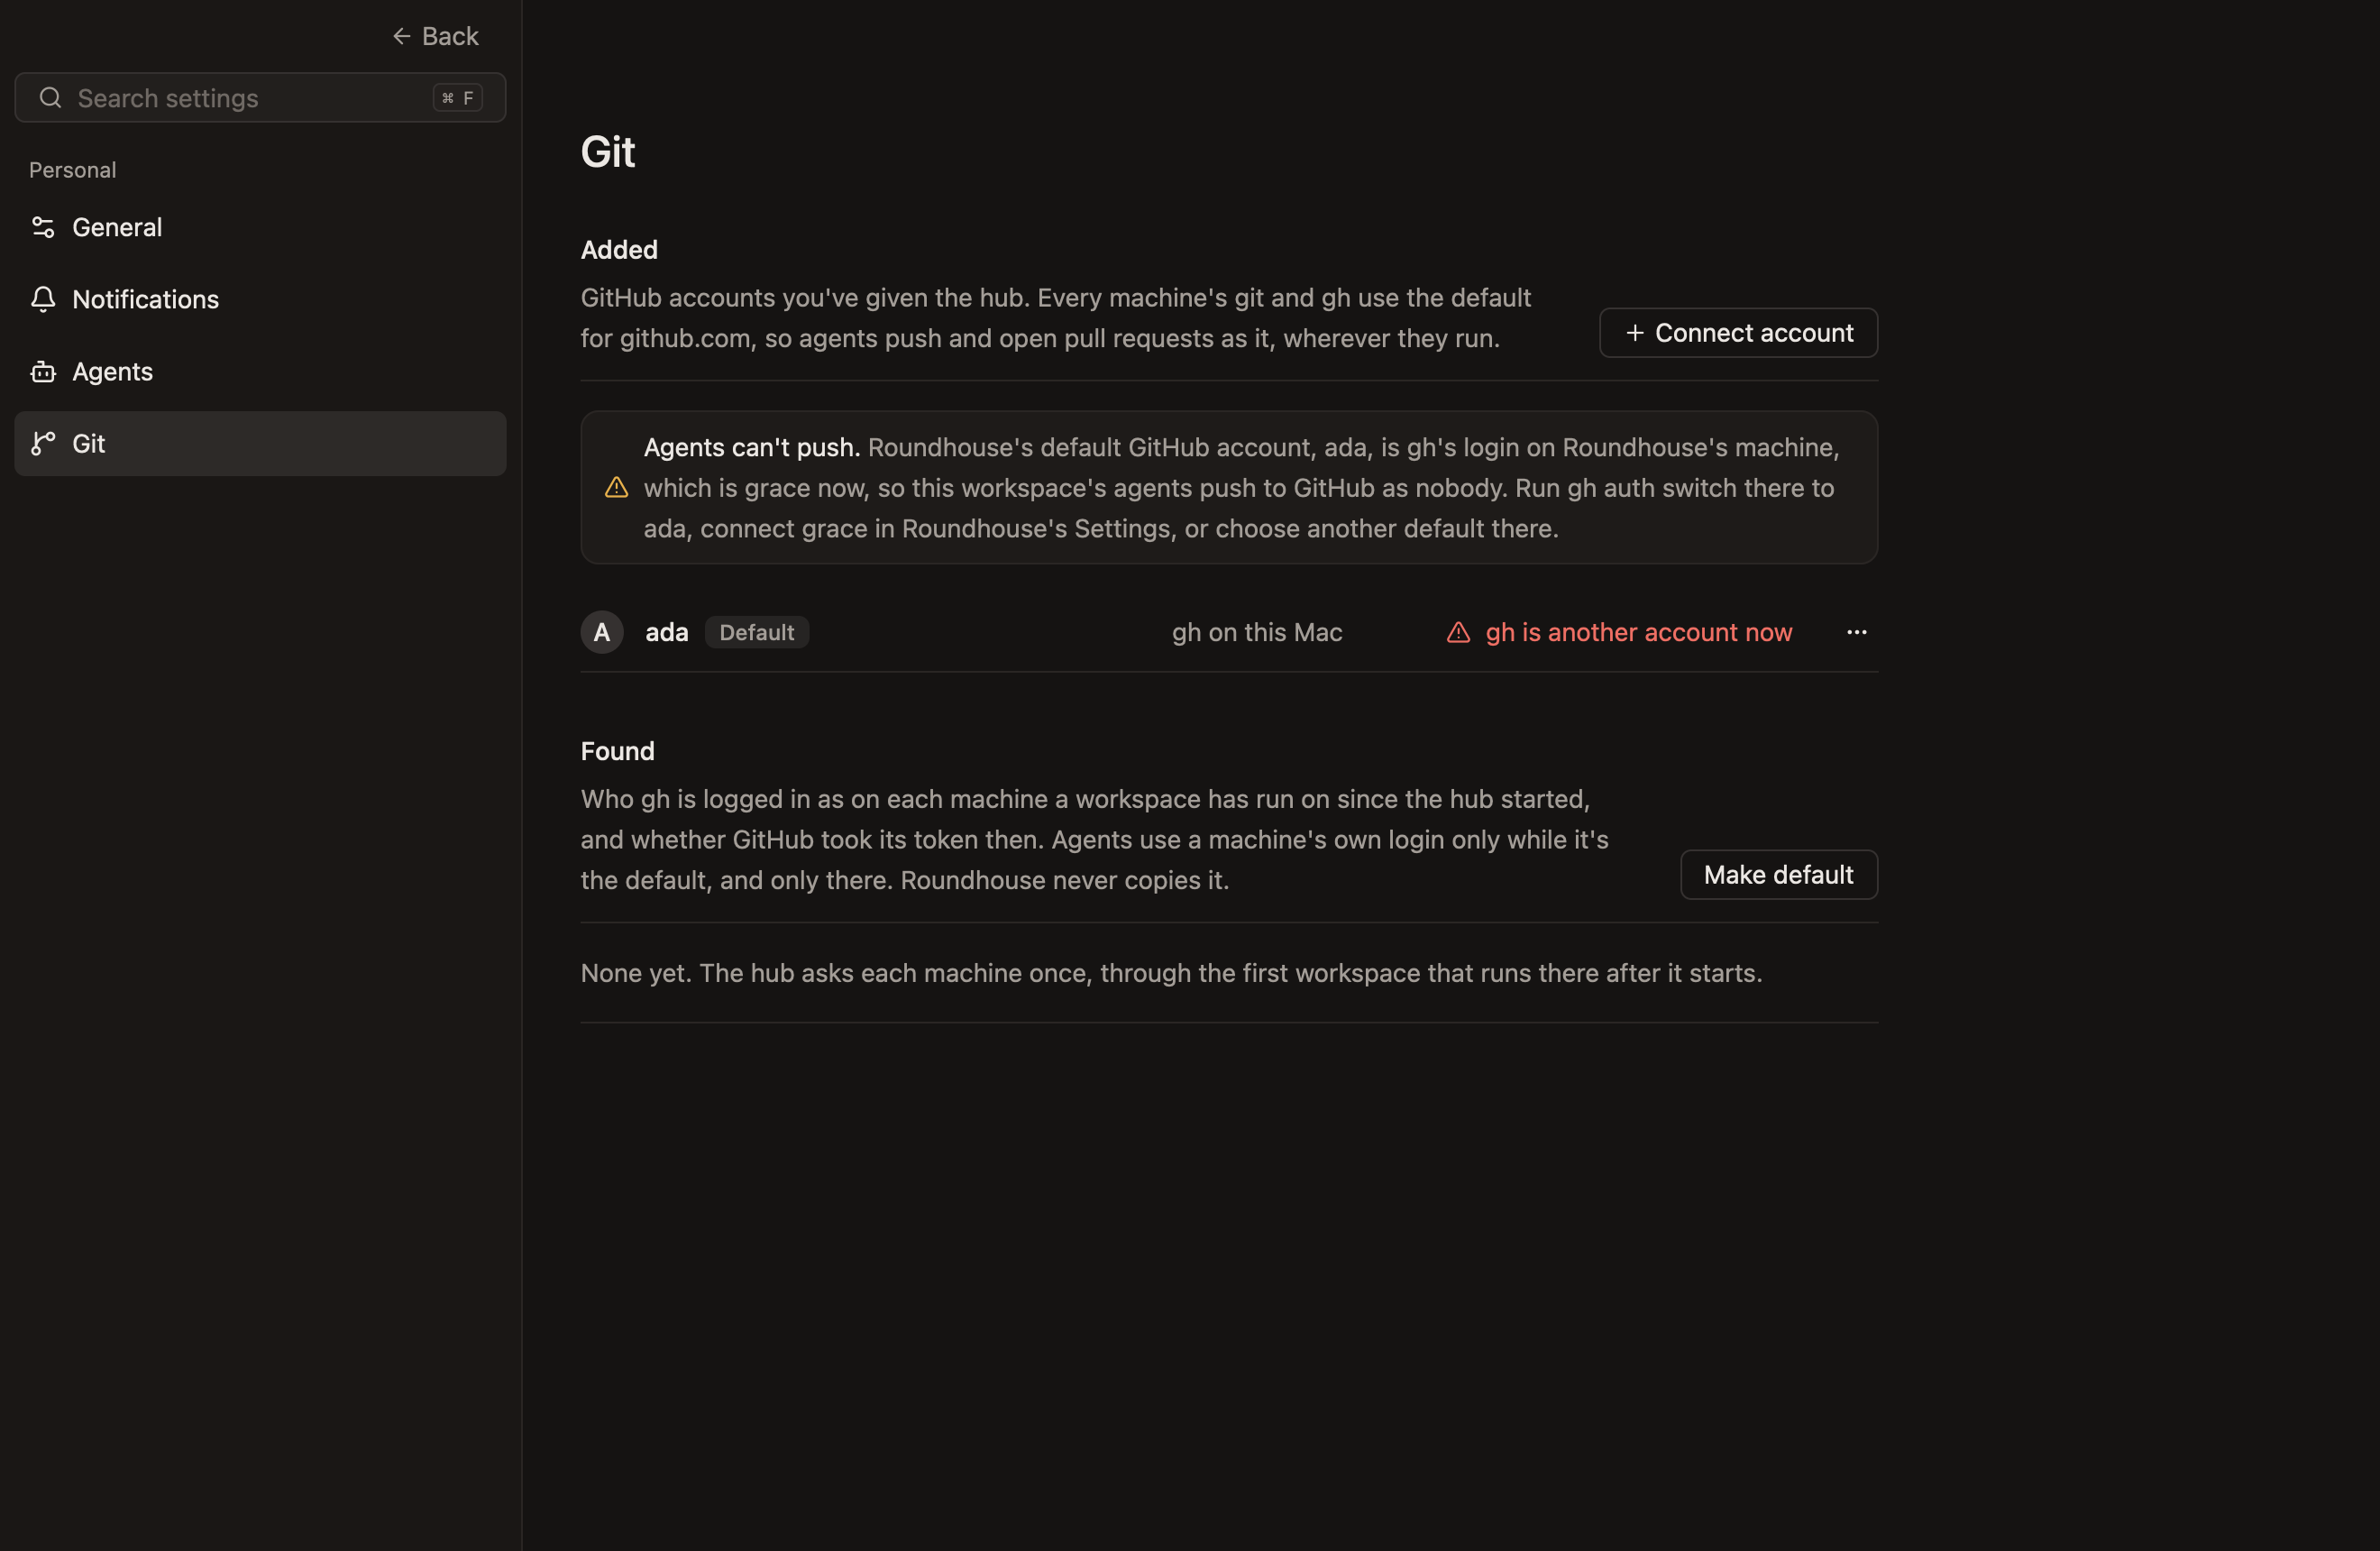 Back
Search settings
⌘ F
Personal
General
Notifications
Agents
Git
Git
Added
GitHub accounts you've given the hub. Every machine's git and gh use the default
for github.com, so agents push and open pull requests as it, wherever they run.
Connect account
Agents can't push. Roundhouse's default GitHub account, ada, is gh's login on Roundhouse's machine,
which is grace now, so this workspace's agents push to GitHub as nobody. Run gh auth switch there to
ada, connect grace in Roundhouse's Settings, or choose another default there.
A ada Default gh on this Mac gh is another account now
Found
Who gh is logged in as on each machine a workspace has run on since the hub started,
and whether GitHub took its token then. Agents use a machine's own login only while it's
the default, and only there. Roundhouse never copies it.
Make default
None yet. The hub asks each machine once, through the first workspace that runs there after it starts.